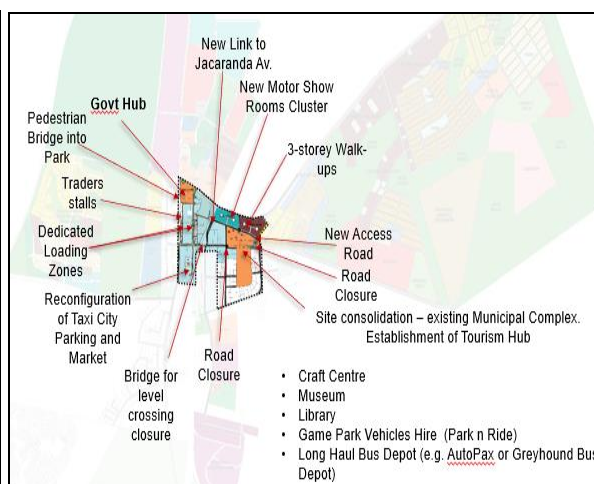 New Link to
Jacaranda Av.
New Motor Show
Rooms Cluster
Govt Hub
Pedestrian
Bridge into
Park
3-storey Walk-
ups
Traders
stalls
Dedicated
Loading
Zones
New Access
Road
Road
Closure
Reconfiguration
of Taxi City
Parking and
Market
Site consolidation – existing Municipal Complex.
Establishment of Tourism Hub
Road
Closure
Bridge for
level
crossing
closure
• Craft Centre
• Museum
• Library
• Game Park Vehicles Hire (Park n Ride)
• Long Haul Bus Depot (e.g. AutoPax or Greyhound Bus
Depot)